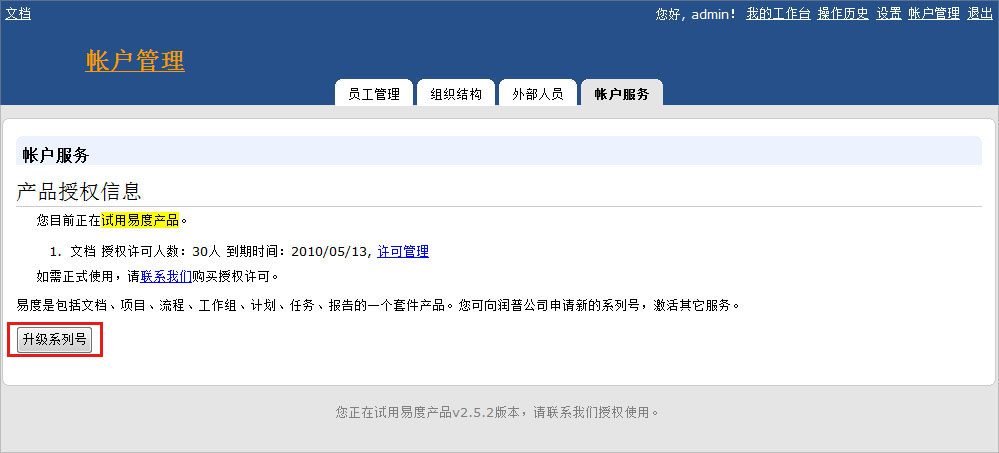 文档 您好, admin! 我的工作台 操作历史 设置 帐户管理 退出
帐户管理
员工管理 组织结构 外部人员 帐户服务
帐户服务
产品授权信息
您目前正在试用易度产品。
1. 文档 授权许可人数：30人 到期时间：2010/05/13, 许可管理
如需正式使用，请联系我们购买授权许可。
易度是包括文档、项目、流程、工作组、计划、任务、报告的一个套件产品。您可向润普公司申请新的系列号，激活其它服务。
升级系列号
您正在试用易度产品v2.5.2版本，请联系我们授权使用。